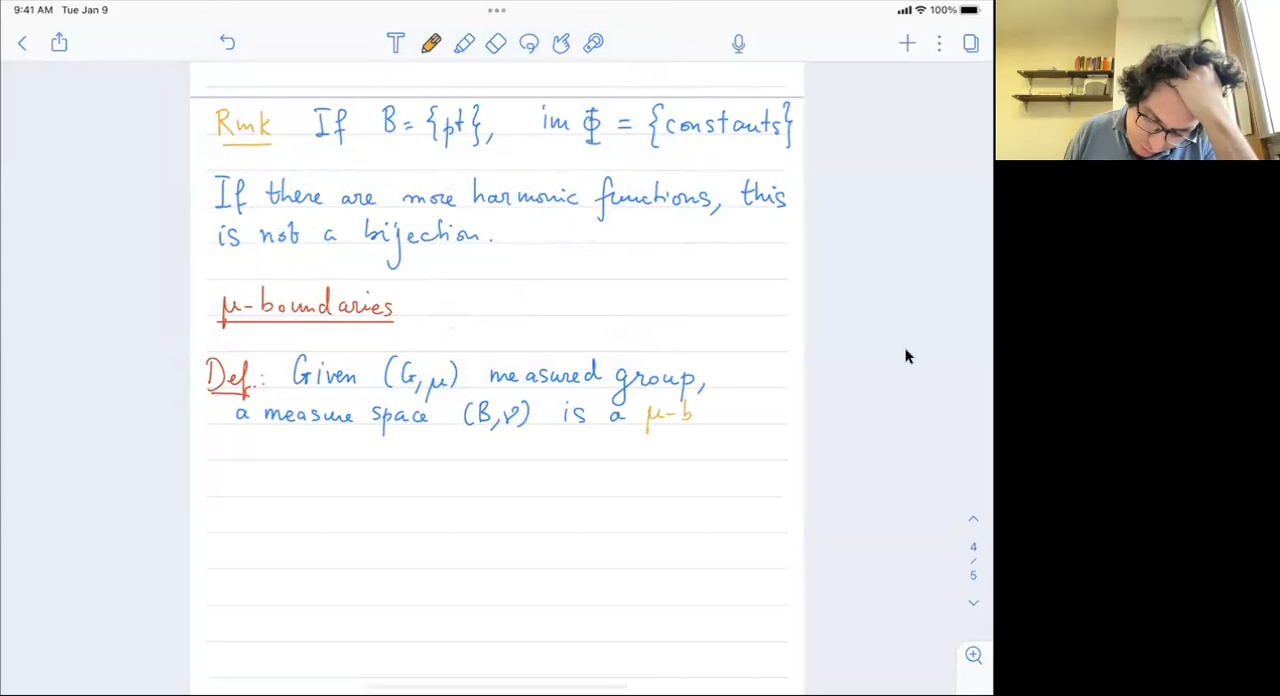 9:41 AM Tue Jan 9
100%
Rmk If B = {pt}, im Φ = {constants}
If there are more harmonic functions, this
is not a bijection.
μ-boundaries
Def.: Given (G,μ) measured group,
a measure space (B,ν) is a μ-b
4
/
5